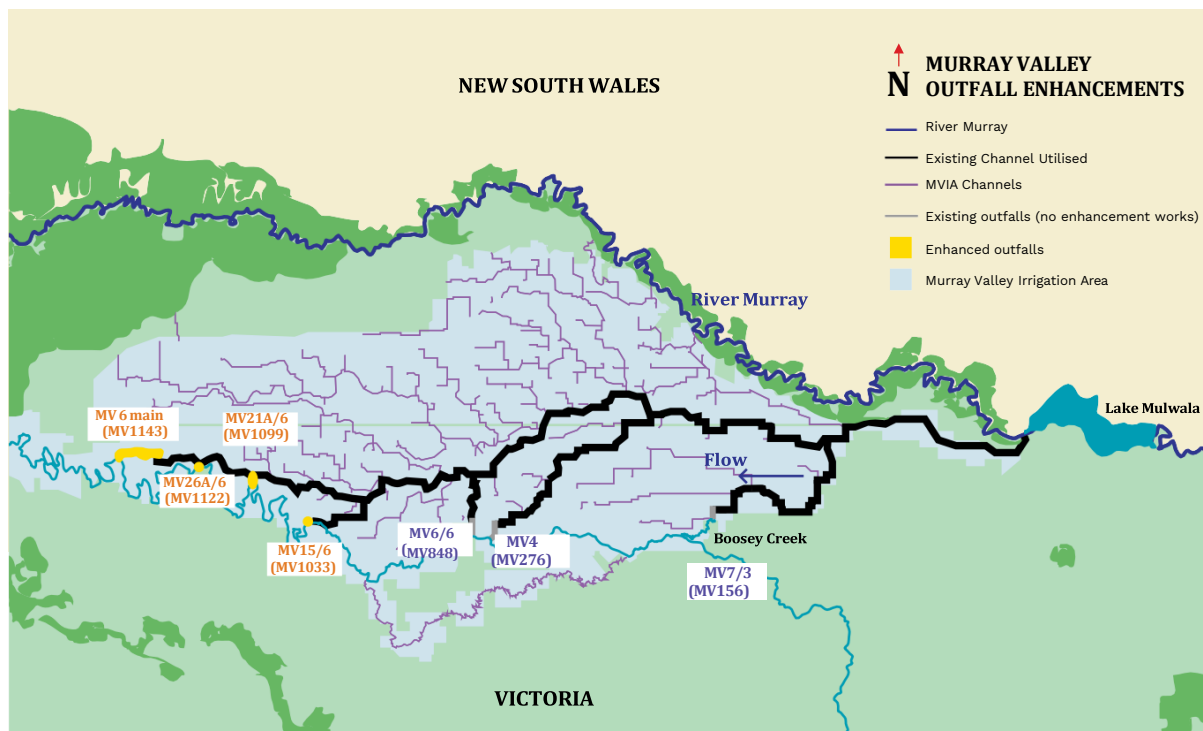 NEW SOUTH WALES
N
MURRAY VALLEY
OUTFALL ENHANCEMENTS
River Murray
Existing Channel Utilised
MVIA Channels
Existing outfalls (no enhancement works)
Enhanced outfalls
Murray Valley Irrigation Area
River Murray
Lake Mulwala
MV 6 main
(MV1143)
MV21A/6
(MV1099)
Flow
MV26A/6
(MV1122)
MV6/6
(MV848)
MV4
(MV276)
Boosey Creek
MV15/6
(MV1033)
MV7/3
(MV156)
VICTORIA